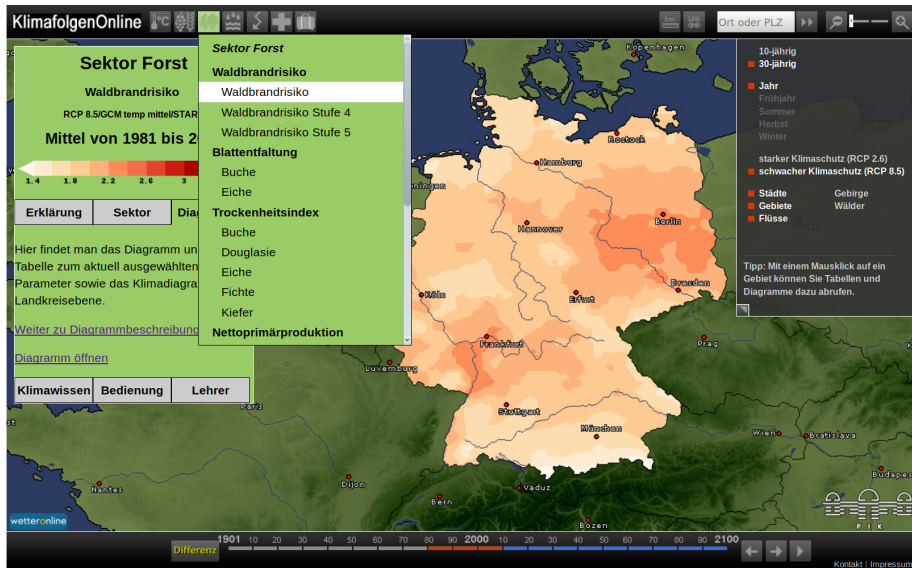 KlimafolgenOnline
°C
km
Link
Ort oder PLZ
Sektor Forst
Waldbrandrisiko
RCP 8.5/GCM temp mittel/STAR
Mittel von 1981 bis 2
1.4 1.8 2.2 2.6 3
Erklärung Sektor Dia
Hier findet man das Diagramm un
Tabelle zum aktuell ausgewählten
Parameter sowie das Klimadiagra
Landkreisebene.
Weiter zu Diagrammbeschreibung
Diagramm öffnen
Klimawissen Bedienung Lehrer
Sektor Forst
Waldbrandrisiko
Waldbrandrisiko
Waldbrandrisiko Stufe 4
Waldbrandrisiko Stufe 5
Blattentfaltung
Buche
Eiche
Trockenheitsindex
Buche
Douglasie
Eiche
Fichte
Kiefer
Nettoprimärproduktion
10-jährig
30-jährig
Jahr
Frühjahr
Sommer
Herbst
Winter
starker Klimaschutz (RCP 2.6)
schwacher Klimaschutz (RCP 8.5)
Städte Gebirge
Gebiete Wälder
Flüsse
Tipp: Mit einem Mausklick auf ein
Gebiet können Sie Tabellen und
Diagramme dazu abrufen.
Kopenhagen
Rostock
Hamburg
ningen
Hannover
Berlin
Köln
Erfurt
Dresden
Frankfurt
Prag
Luxemburg
Paris
Stuttgart
München
Wien
Bratislava
Budapes
Nantes
Dijon
Bern
Vaduz
Bozen
wetteronline
PIK
Differenz
1901 10 20 30 40 50 60 70 80 90 2000 10 20 30 40 50 60 70 80 90 2100
Kontakt | Impressum